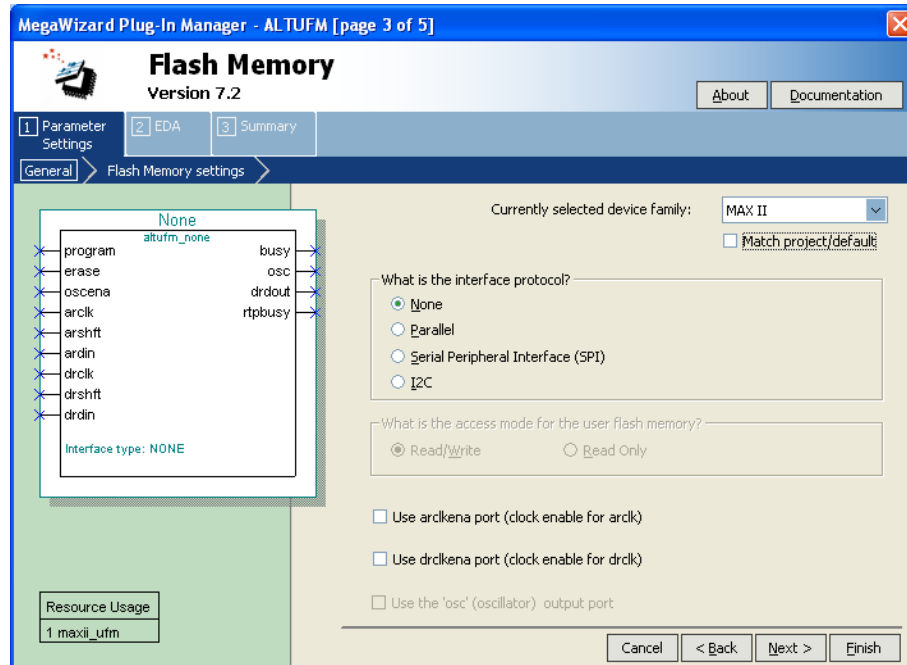 MegaWizard Plug-In Manager - ALTUFM [page 3 of 5]
Flash Memory
Version 7.2
About
Documentation
1 Parameter Settings
2 EDA
3 Summary
General
Flash Memory settings
Currently selected device family:
MAX II
Match project/default
None
altufm_none
program
busy
erase
osc
oscena
drdout
arclk
rtpbusy
arshft
ardin
drclk
drshft
drdin
Interface type: NONE
What is the interface protocol?
None
Parallel
Serial Peripheral Interface (SPI)
I2C
What is the access mode for the user flash memory?
Read/Write
Read Only
Use arclkena port (clock enable for arclk)
Use drclkena port (clock enable for drclk)
Use the 'osc' (oscillator) output port
Resource Usage
1 maxii_ufm
Cancel
< Back
Next >
Finish